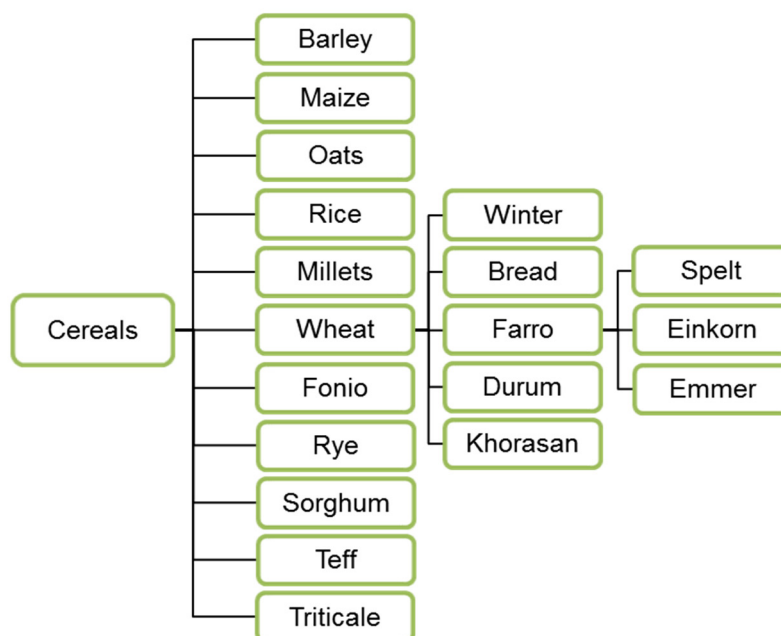 Cereals
Barley
Maize
Oats
Rice
Millets
Wheat
Fonio
Rye
Sorghum
Teff
Triticale
Winter
Bread
Farro
Durum
Khorasan
Spelt
Einkorn
Emmer